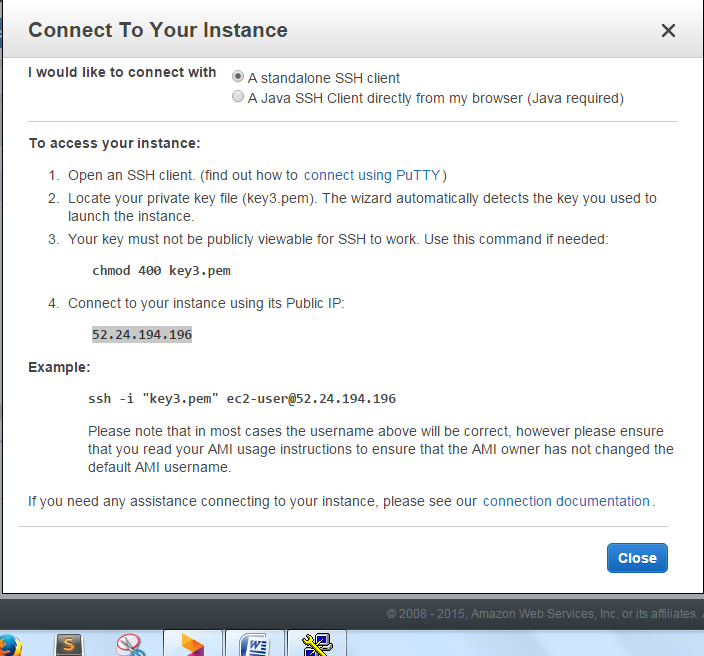 Connect To Your Instance
I would like to connect with
A standalone SSH client
A Java SSH Client directly from my browser (Java required)
To access your instance:
1. Open an SSH client. (find out how to connect using PuTTY)
2. Locate your private key file (key3.pem). The wizard automatically detects the key you used to
launch the instance.
3. Your key must not be publicly viewable for SSH to work. Use this command if needed:
chmod 400 key3.pem
4. Connect to your instance using its Public IP:
52.24.194.196
Example:
ssh -i "key3.pem" ec2-user@52.24.194.196
Please note that in most cases the username above will be correct, however please ensure
that you read your AMI usage instructions to ensure that the AMI owner has not changed the
default AMI username.
If you need any assistance connecting to your instance, please see our connection documentation.
Close
© 2008 - 2015, Amazon Web Services, Inc. or its affiliates.
S
W